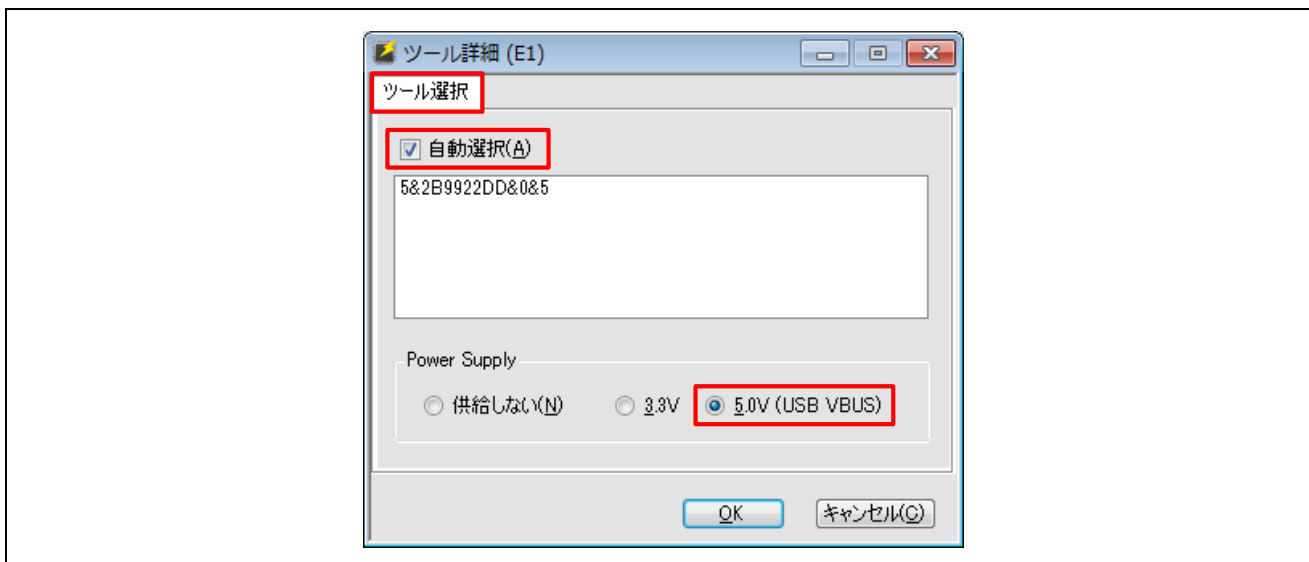 ツール詳細 (E1)
ツール選択
自動選択(A)
5&2B9922DD&0&5
Power Supply
供給しない(N) 3.3V 5.0V (USB VBUS)
OK キャンセル(C)